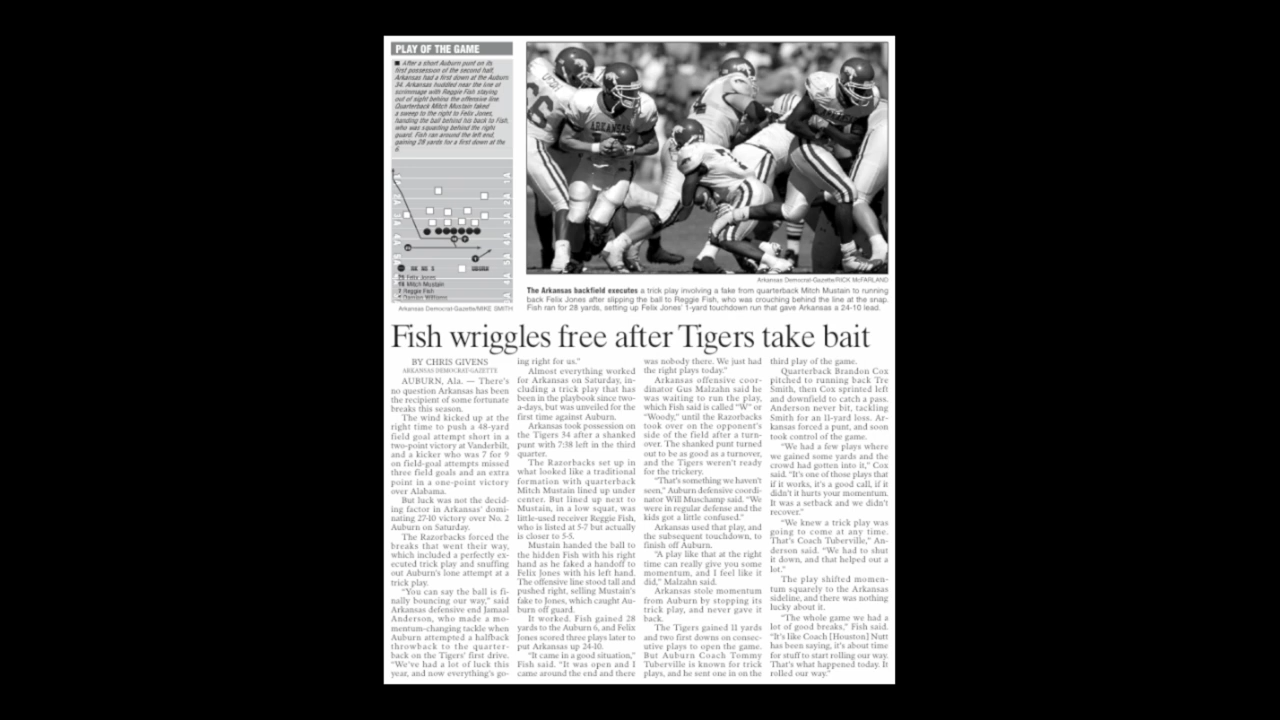 PLAY OF THE GAME
■ After a short Auburn punt on its
first possession of the second half,
Arkansas had a first down at the Auburn
34. Arkansas huddled near the line of
scrimmage with Reggie Fish staying
out of sight behind the offensive line.
Quarterback Mitch Mustain faked
a sweep to the right to Felix Jones,
handing the ball behind his back to Fish,
who was squatting behind the right
guard. Fish ran around the left end,
gaining 28 yards for a first down at the
6.
25 Felix Jones
16 Mitch Mustain
2 Reggie Fish
Damian Williams
Arkansas Democrat-Gazette/MIKE SMITH
ARKANSAS
Arkansas Democrat-Gazette/RICK McFARLAND
The Arkansas backfield executes a trick play involving a fake from quarterback Mitch Mustain to running
back Felix Jones after slipping the ball to Reggie Fish, who was crouching behind the line at the snap.
Fish ran for 28 yards, setting up Felix Jones' 1-yard touchdown run that gave Arkansas a 24-10 lead.
Fish wriggles free after Tigers take bait
BY CHRIS GIVENS
ARKANSAS DEMOCRAT-GAZETTE
AUBURN, Ala. — There's
no question Arkansas has been
the recipient of some fortunate
breaks this season.
The wind kicked up at the
right time to push a 48-yard
field goal attempt short in a
two-point victory at Vanderbilt,
and a kicker who was 7 for 9
on field-goal attempts missed
three field goals and an extra
point in a one-point victory
over Alabama.
But luck was not the decid-
ing factor in Arkansas' domi-
nating 27-10 victory over No. 2
Auburn on Saturday.
The Razorbacks forced the
breaks that went their way,
which included a perfectly ex-
ecuted trick play and snuffing
out Auburn's lone attempt at a
trick play.
"You can say the ball is fi-
nally bouncing our way," said
Arkansas defensive end Jamaal
Anderson, who made a mo-
mentum-changing tackle when
Auburn attempted a halfback
throwback to the quarter-
back on the Tigers' first drive.
"We've had a lot of luck this
year, and now everything's go-
ing right for us."
Almost everything worked
for Arkansas on Saturday, in-
cluding a trick play that has
been in the playbook since two-
a-days, but was unveiled for the
first time against Auburn.
Arkansas took possession on
the Tigers 34 after a shanked
punt with 7:38 left in the third
quarter.
The Razorbacks set up in
what looked like a traditional
formation with quarterback
Mitch Mustain lined up under
center. But lined up next to
Mustain, in a low squat, was
little-used receiver Reggie Fish,
who is listed at 5-7 but actually
is closer to 5-5.
Mustain handed the ball to
the hidden Fish with his right
hand as he faked a handoff to
Felix Jones with his left hand.
The offensive line stood tall and
pushed right, selling Mustain's
fake to Jones, which caught Au-
burn off guard.
It worked. Fish gained 28
yards to the Auburn 6, and Felix
Jones scored three plays later to
put Arkansas up 24-10.
"It came in a good situation,"
Fish said. "It was open and I
came around the end and there
was nobody there. We just had
the right plays today."
Arkansas offensive coor-
dinator Gus Malzahn said he
was waiting to run the play,
which Fish said is called "W" or
"Woody," until the Razorbacks
took over on the opponent's
side of the field after a turn-
over. The shanked punt turned
out to be as good as a turnover,
and the Tigers weren't ready
for the trickery.
"That's something we haven't
seen," Auburn defensive coordi-
nator Will Muschamp said. "We
were in regular defense and the
kids got a little confused."
Arkansas used that play, and
the subsequent touchdown, to
finish off Auburn.
"A play like that at the right
time can really give you some
momentum, and I feel like it
did," Malzahn said.
Arkansas stole momentum
from Auburn by stopping its
trick play, and never gave it
back.
The Tigers gained 11 yards
and two first downs on consec-
utive plays to open the game.
But Auburn Coach Tommy
Tuberville is known for trick
plays, and he sent one in on the
third play of the game.
Quarterback Brandon Cox
pitched to running back Tre
Smith, then Cox sprinted left
and downfield to catch a pass.
Anderson never bit, tackling
Smith for an 11-yard loss. Ar-
kansas forced a punt, and soon
took control of the game.
"We had a few plays where
we gained some yards and the
crowd had gotten into it," Cox
said. "It's one of those plays that
if it works, it's a good call, if it
didn't it hurts your momentum.
It was a setback and we didn't
recover."
"We knew a trick play was
going to come at any time.
That's Coach Tuberville," An-
derson said. "We had to shut
it down, and that helped out a
lot."
The play shifted momen-
tum squarely to the Arkansas
sideline, and there was nothing
lucky about it.
"The whole game we had a
lot of good breaks," Fish said.
"It's like Coach [Houston] Nutt
has been saying, it's about time
for stuff to start rolling our way.
That's what happened today. It
rolled our way."